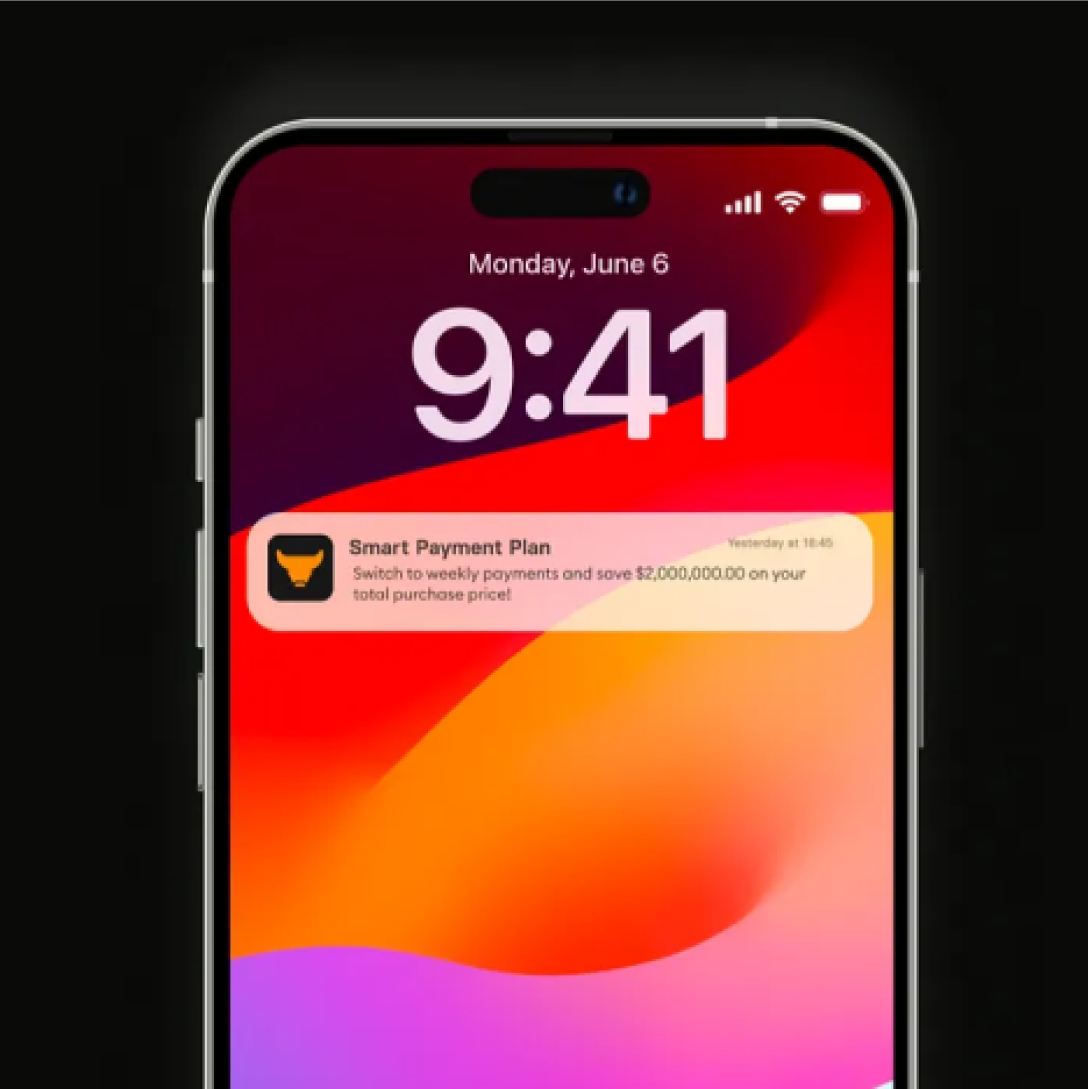 Monday, June 6
9:41
Smart Payment Plan
Yesterday at 18:45
Switch to weekly payments and save $2,000,000.00 on your
total purchase price!